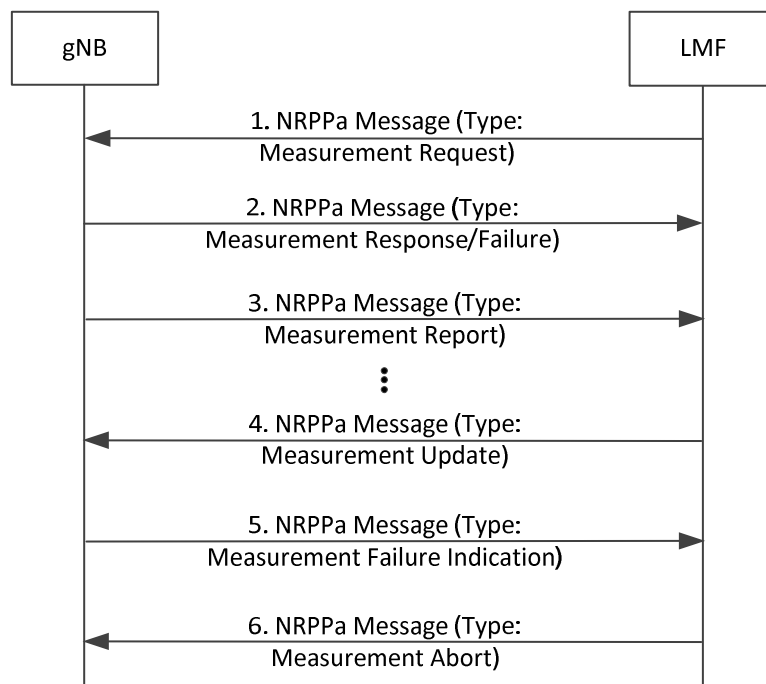 gNB
LMF
1. NRPPa Message (Type:
Measurement Request)
2. NRPPa Message (Type:
Measurement Response/Failure)
3. NRPPa Message (Type:
Measurement Report)
4. NRPPa Message (Type:
Measurement Update)
5. NRPPa Message (Type:
Measurement Failure Indication)
6. NRPPa Message (Type:
Measurement Abort)